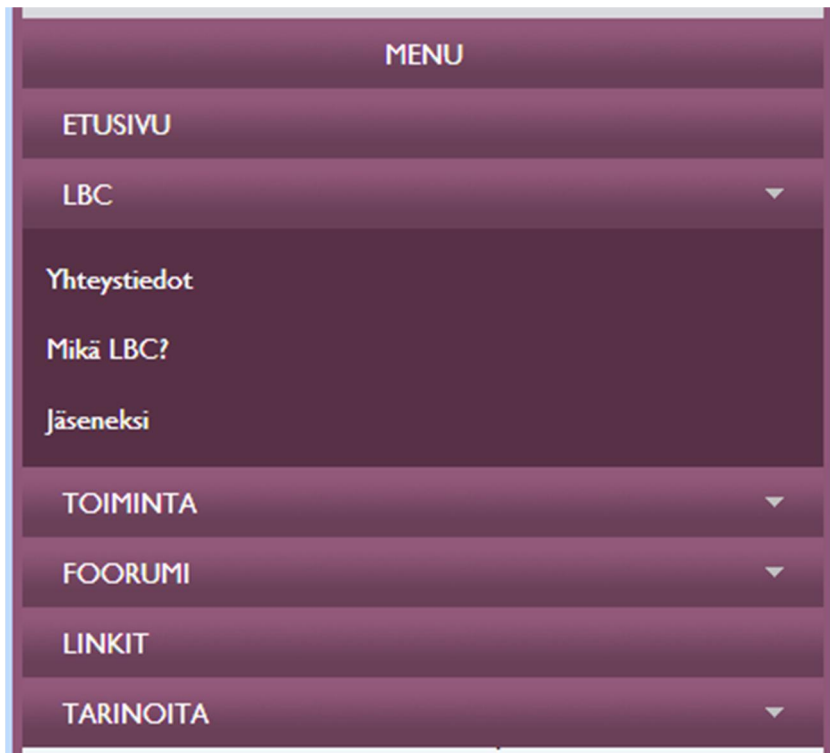 MENU
ETUSIVU
LBC
Yhteystiedot
Mikä LBC?
Jäseneksi
TOIMINTA
FOORUMI
LINKIT
TARINOITA